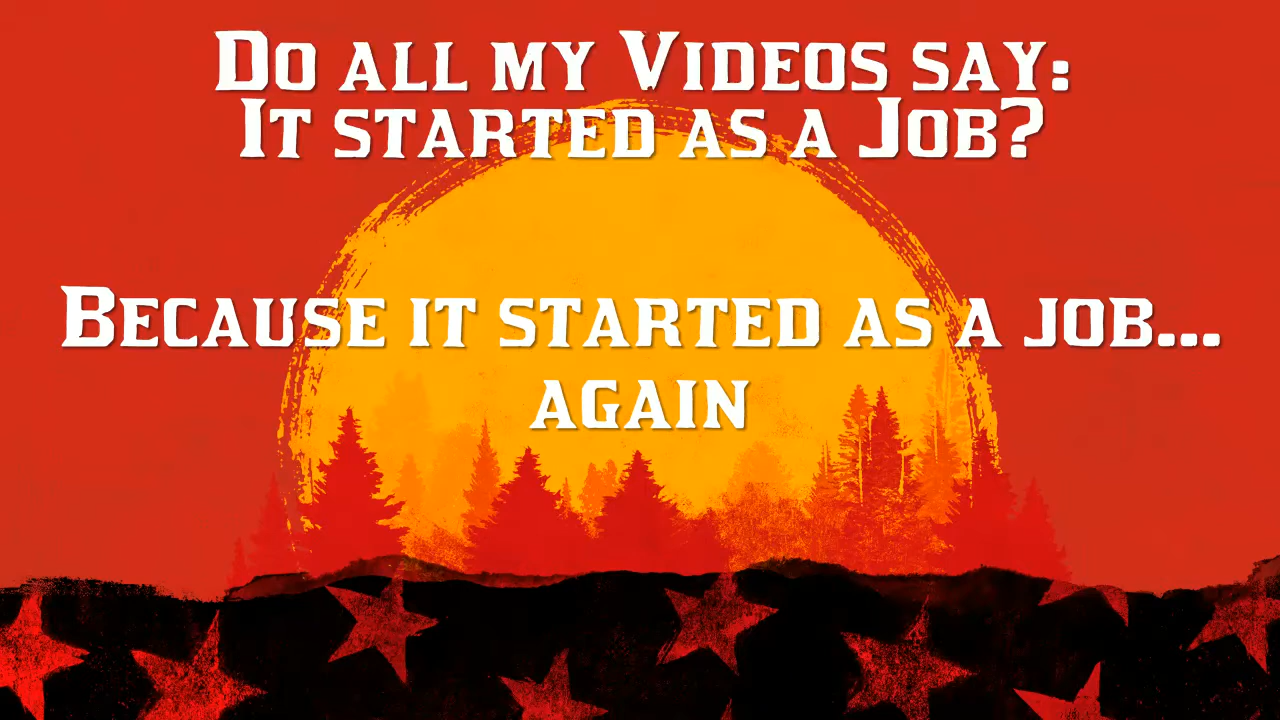 Do all my Videos say:
It started as a Job?
Because it started as a job...
again